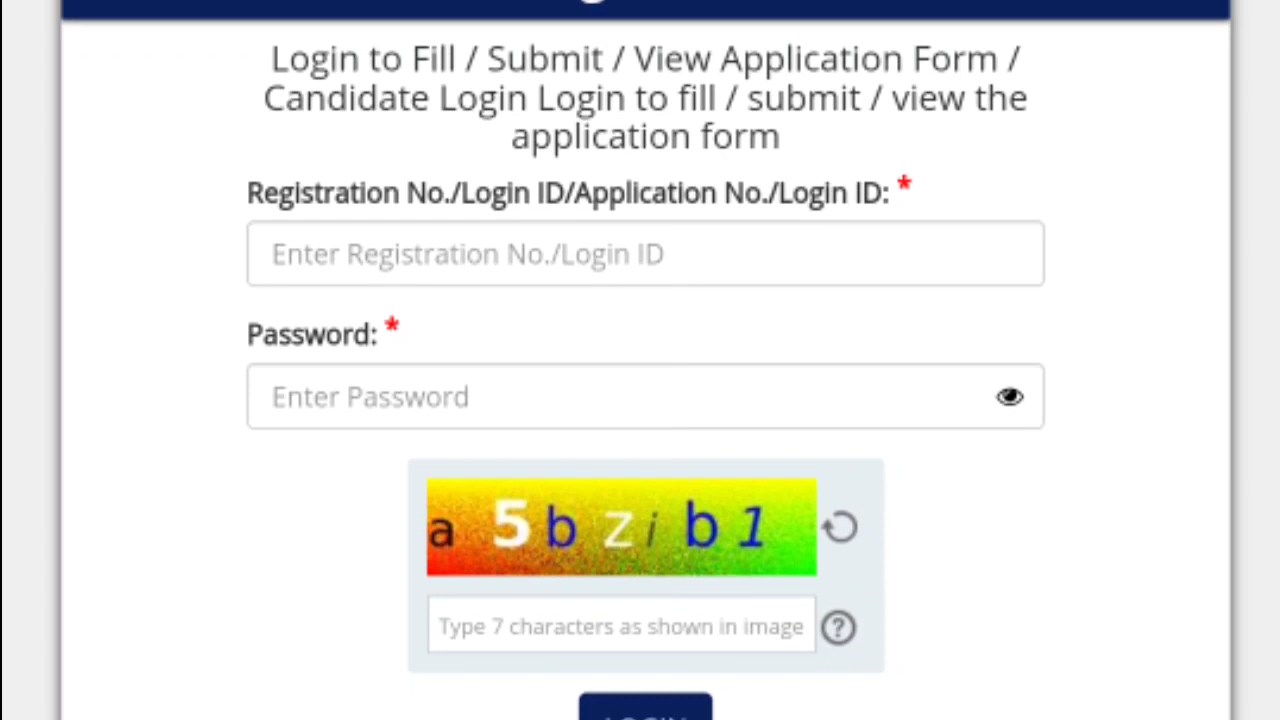 Login to Fill / Submit / View Application Form /
Candidate Login Login to fill / submit / view the
application form
Registration No./Login ID/Application No./Login ID: *
Enter Registration No./Login ID
Password: *
Enter Password
a 5 b z i b 1
Type 7 characters as shown in image
LOGIN